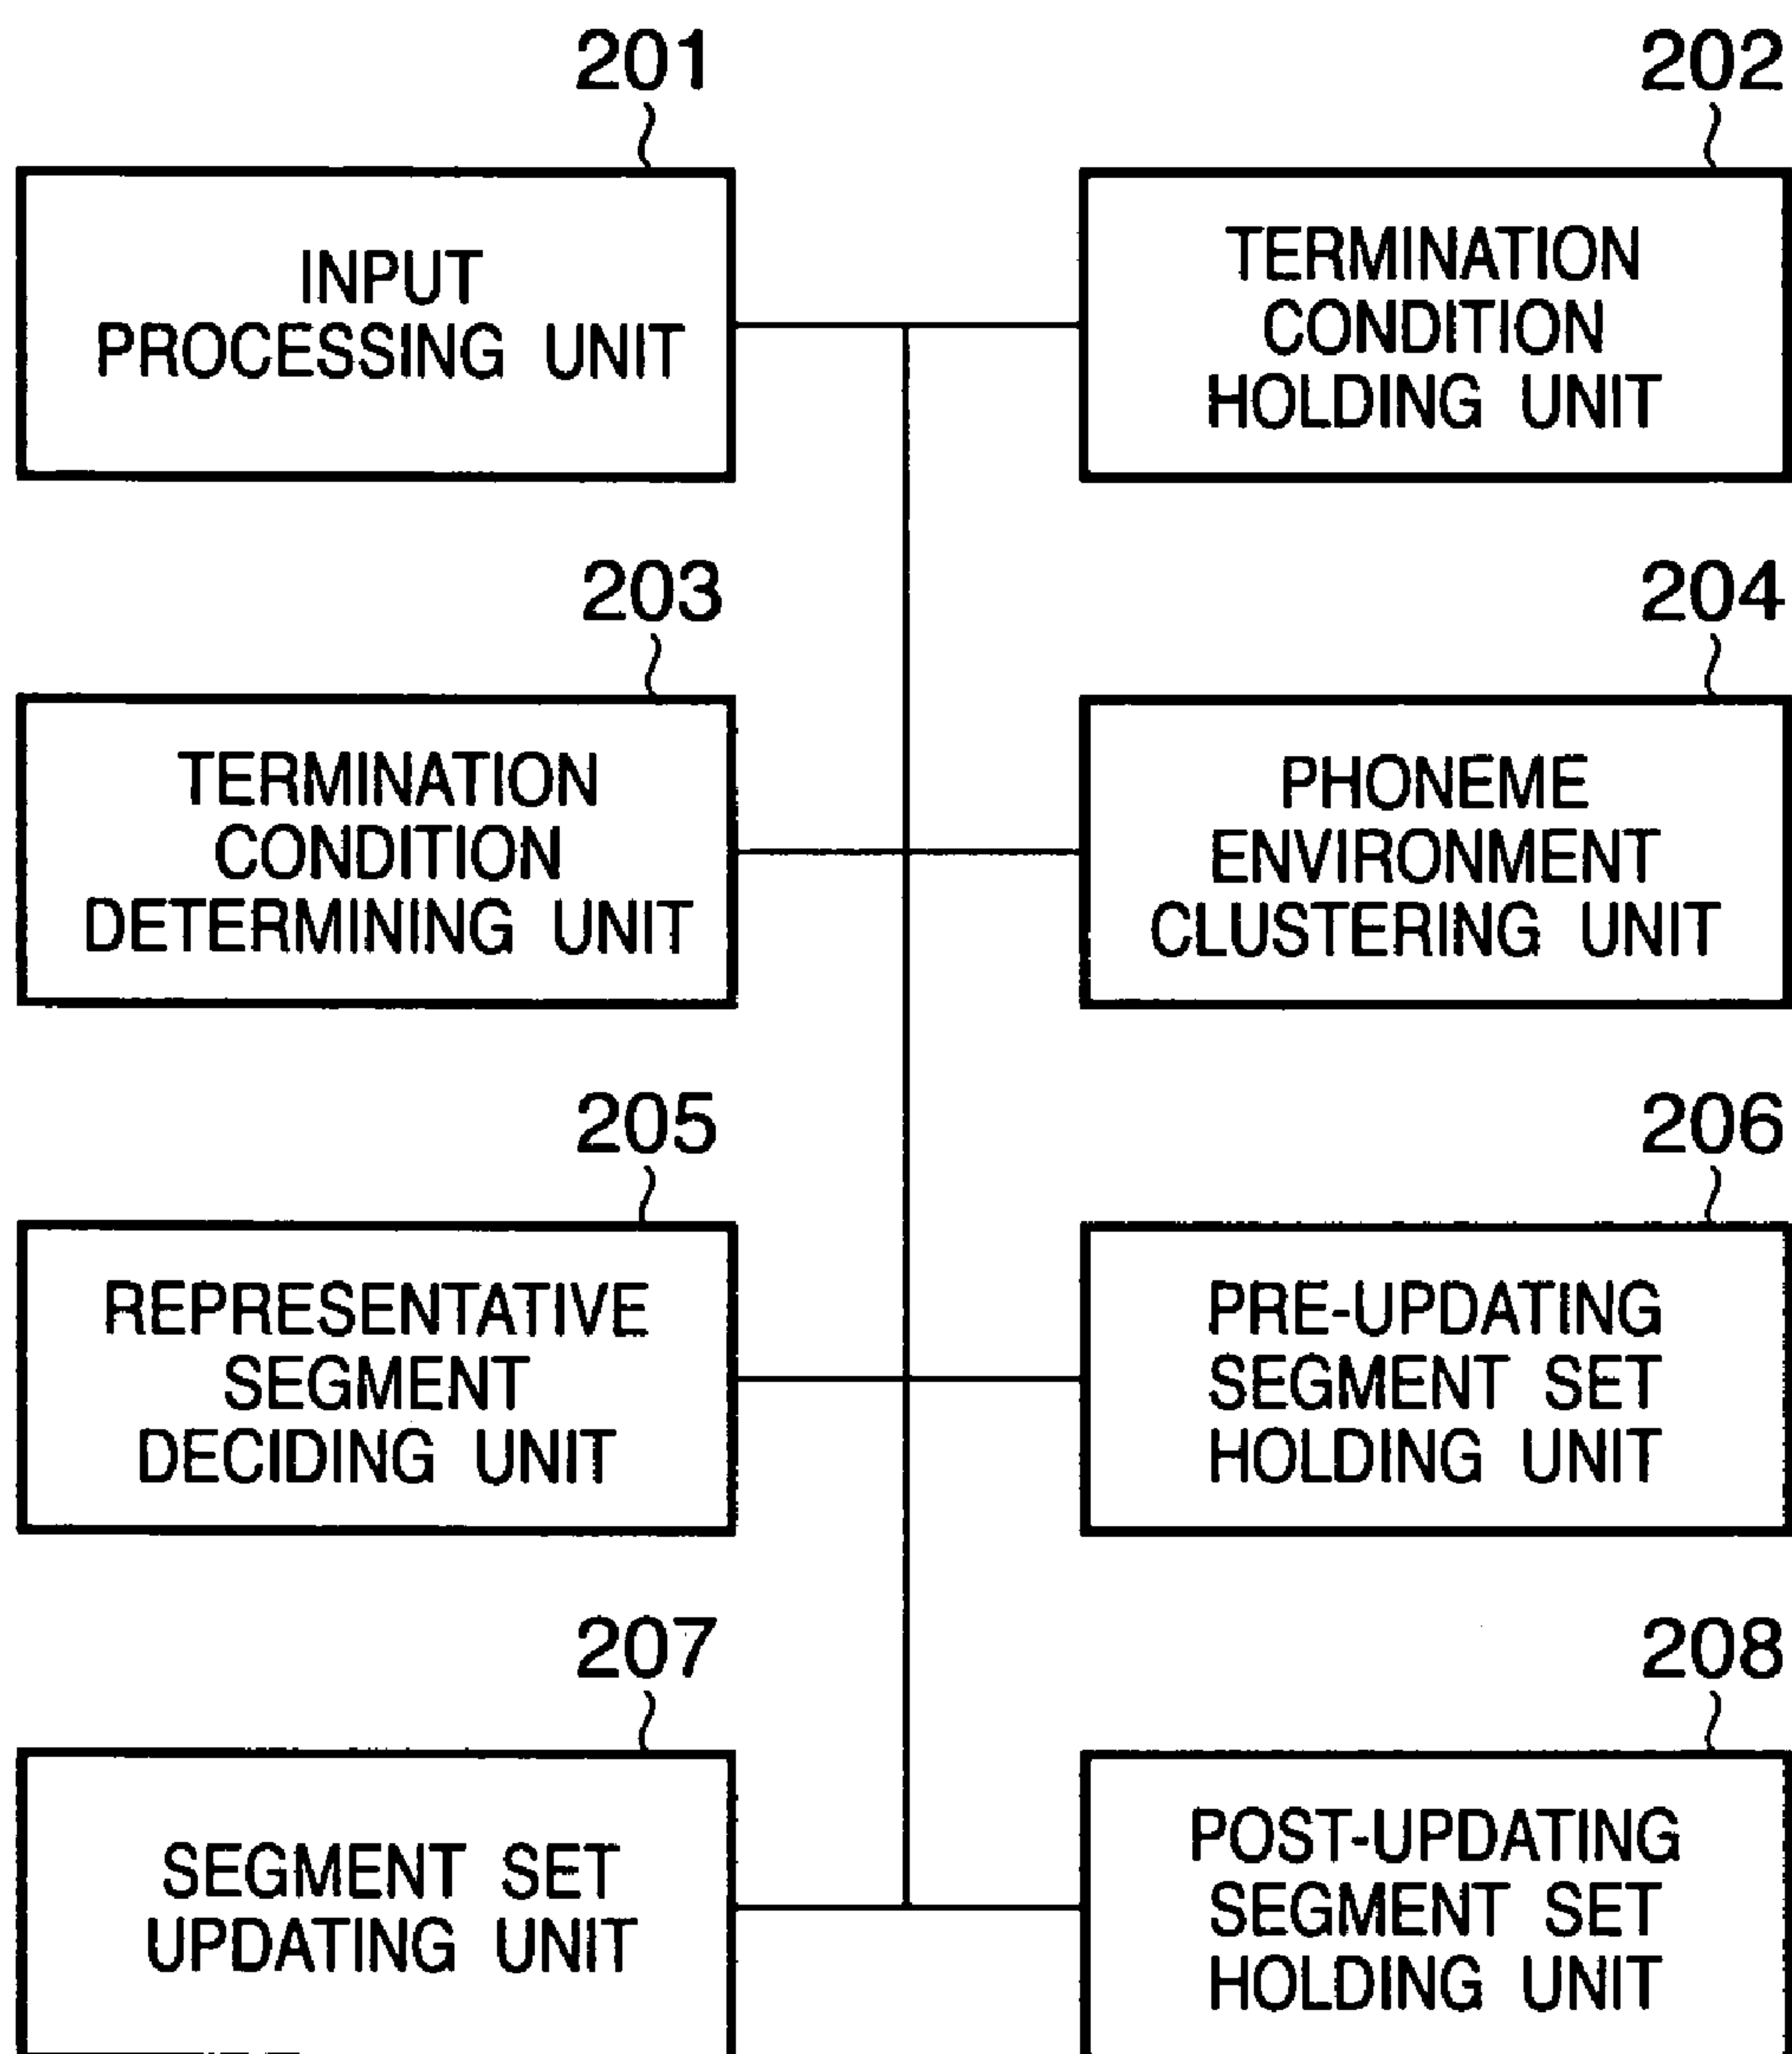 201
INPUT
PROCESSING UNIT
202
TERMINATION
CONDITION
HOLDING UNIT
203
TERMINATION
CONDITION
DETERMINING UNIT
204
PHONEME
ENVIRONMENT
CLUSTERING UNIT
205
REPRESENTATIVE
SEGMENT
DECIDING UNIT
206
PRE-UPDATING
SEGMENT SET
HOLDING UNIT
207
SEGMENT SET
UPDATING UNIT
208
POST-UPDATING
SEGMENT SET
HOLDING UNIT